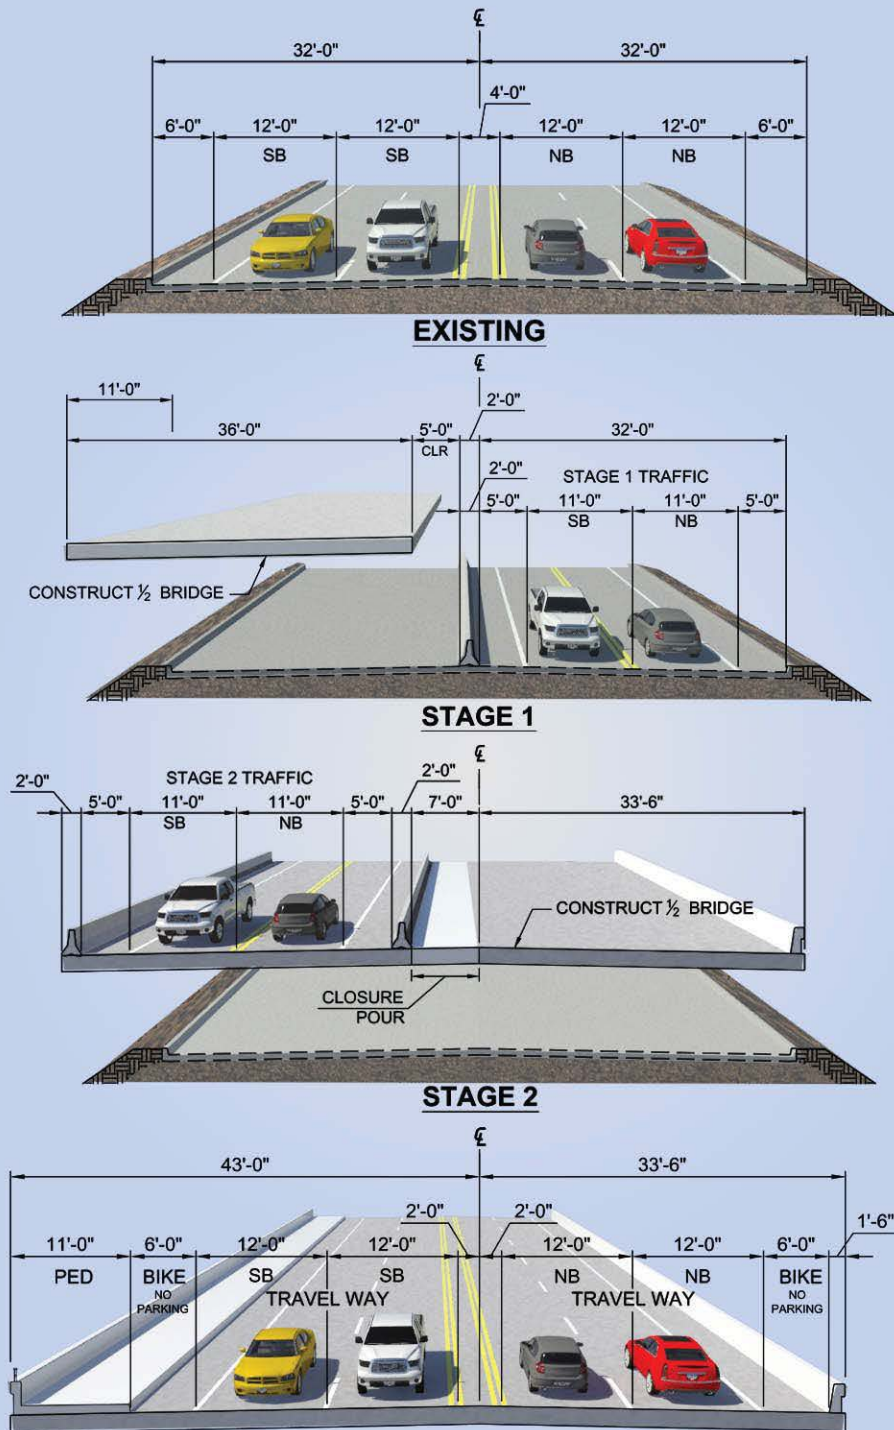 ℄
32'-0" 32'-0"
4'-0"
6'-0" 12'-0" 12'-0" 12'-0" 12'-0" 6'-0"
SB SB NB NB
EXISTING
℄
11'-0"
2'-0"
36'-0" 5'-0" 32'-0"
CLR
2'-0" STAGE 1 TRAFFIC
5'-0" 11'-0" 11'-0" 5'-0"
SB NB
CONSTRUCT ½ BRIDGE
STAGE 1
℄
2'-0" STAGE 2 TRAFFIC 2'-0"
5'-0" 11'-0" 11'-0" 5'-0" 7'-0" 33'-6"
SB NB
CONSTRUCT ½ BRIDGE
CLOSURE
POUR
STAGE 2
℄
43'-0" 33'-6"
2'-0" 2'-0" 1'-6"
11'-0" 6'-0" 12'-0" 12'-0" 12'-0" 12'-0" 6'-0"
PED BIKE SB SB NB NB BIKE
NO TRAVEL WAY TRAVEL WAY NO
PARKING PARKING